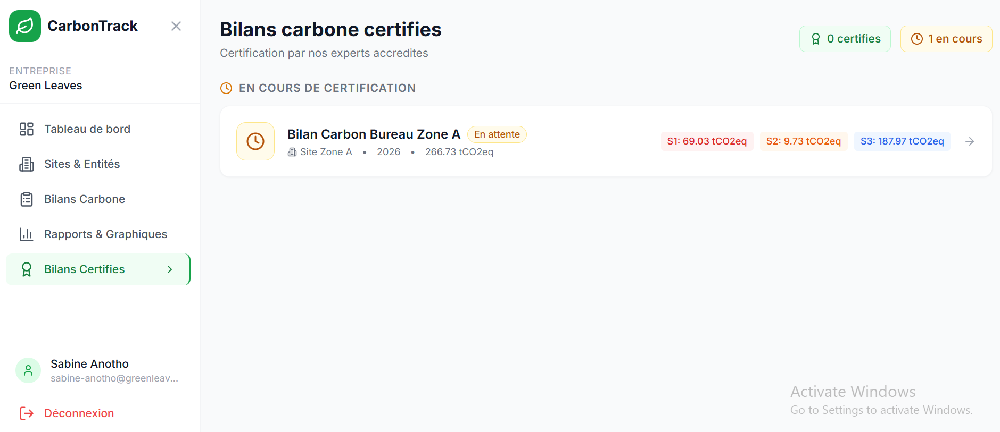 CarbonTrack
ENTREPRISE
Green Leaves
Tableau de bord
Sites & Entités
Bilans Carbone
Rapports & Graphiques
Bilans Certifies
Sabine Anotho
sabine-anotho@greenleav...
Déconnexion
Bilans carbone certifies
Certification par nos experts accredites
0 certifies
1 en cours
EN COURS DE CERTIFICATION
Bilan Carbon Bureau Zone A En attente
Site Zone A • 2026 • 266.73 tCO2eq
S1: 69.03 tCO2eq S2: 9.73 tCO2eq S3: 187.97 tCO2eq
Activate Windows
Go to Settings to activate Windows.